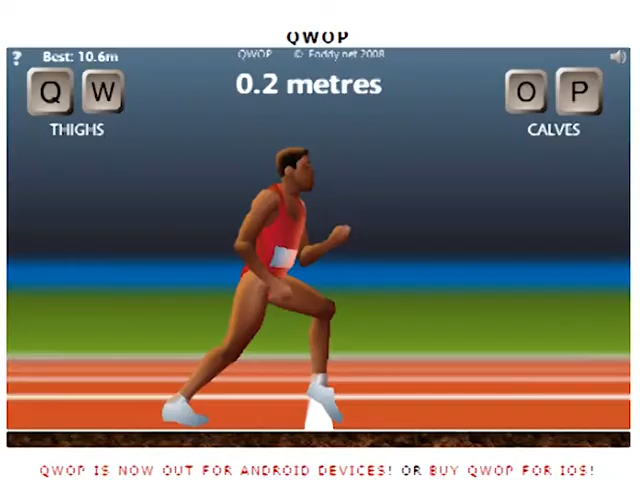 QWOP
? Best: 10.6m QWOP © Foddy.net 2008
0.2 metres
Q W O P
THIGHS CALVES
QWOP IS NOW OUT FOR ANDROID DEVICES! OR BUY QWOP FOR IOS!